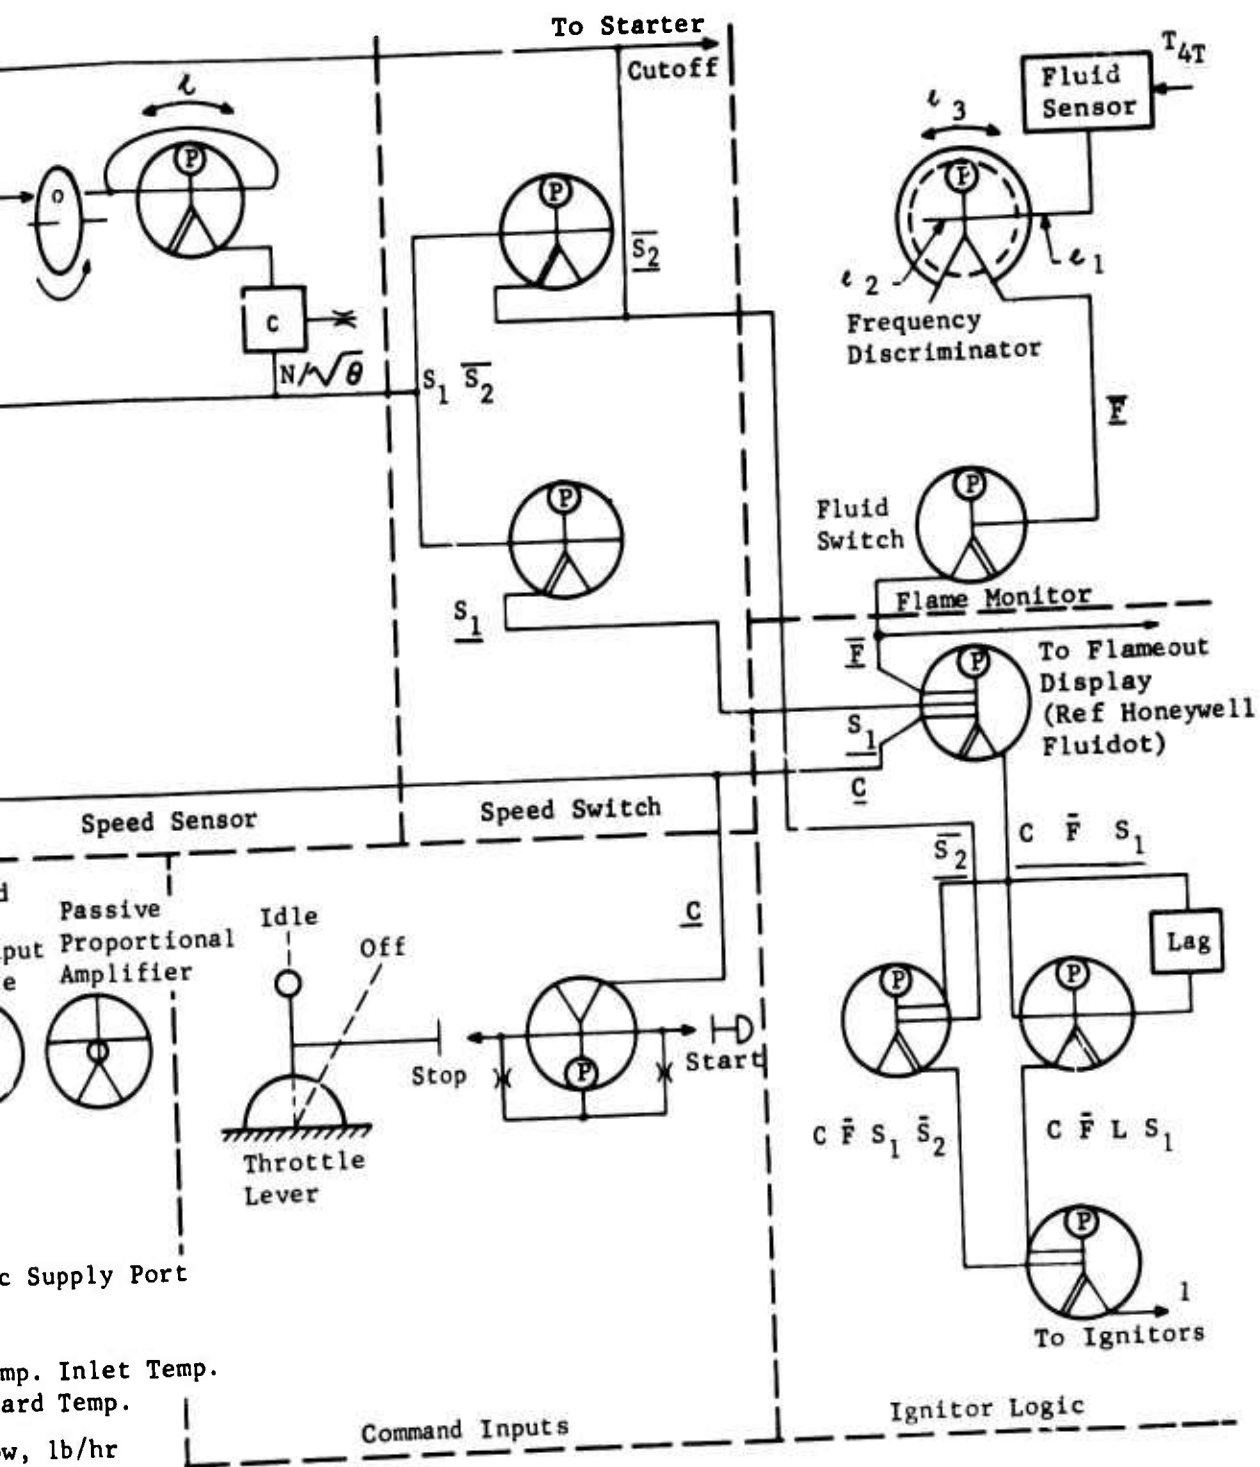 To Starter
Cutoff
T4T
Fluid
Sensor
ℓ
ℓ3
P
P
P
O
S̄2
ℓ2
ℓ1
Frequency
Discriminator
C
N/√θ
S1 S̄2
F̄
P
P
Fluid
Switch
S1
Flame Monitor
F̄
P
To Flameout
Display
(Ref Honeywell
Fluidot)
S1
C
Speed Sensor
Speed Switch
C F̄ S1
S̄2
Passive
Proportional
Amplifier
Idle
Off
C
Lag
P
P
Stop
P
Start
C F̄ S1 S̄2
C F̄ L S1
Throttle
Lever
P
c Supply Port
1
To Ignitors
mp. Inlet Temp.
ard Temp.
Command Inputs
Ignitor Logic
w, lb/hr